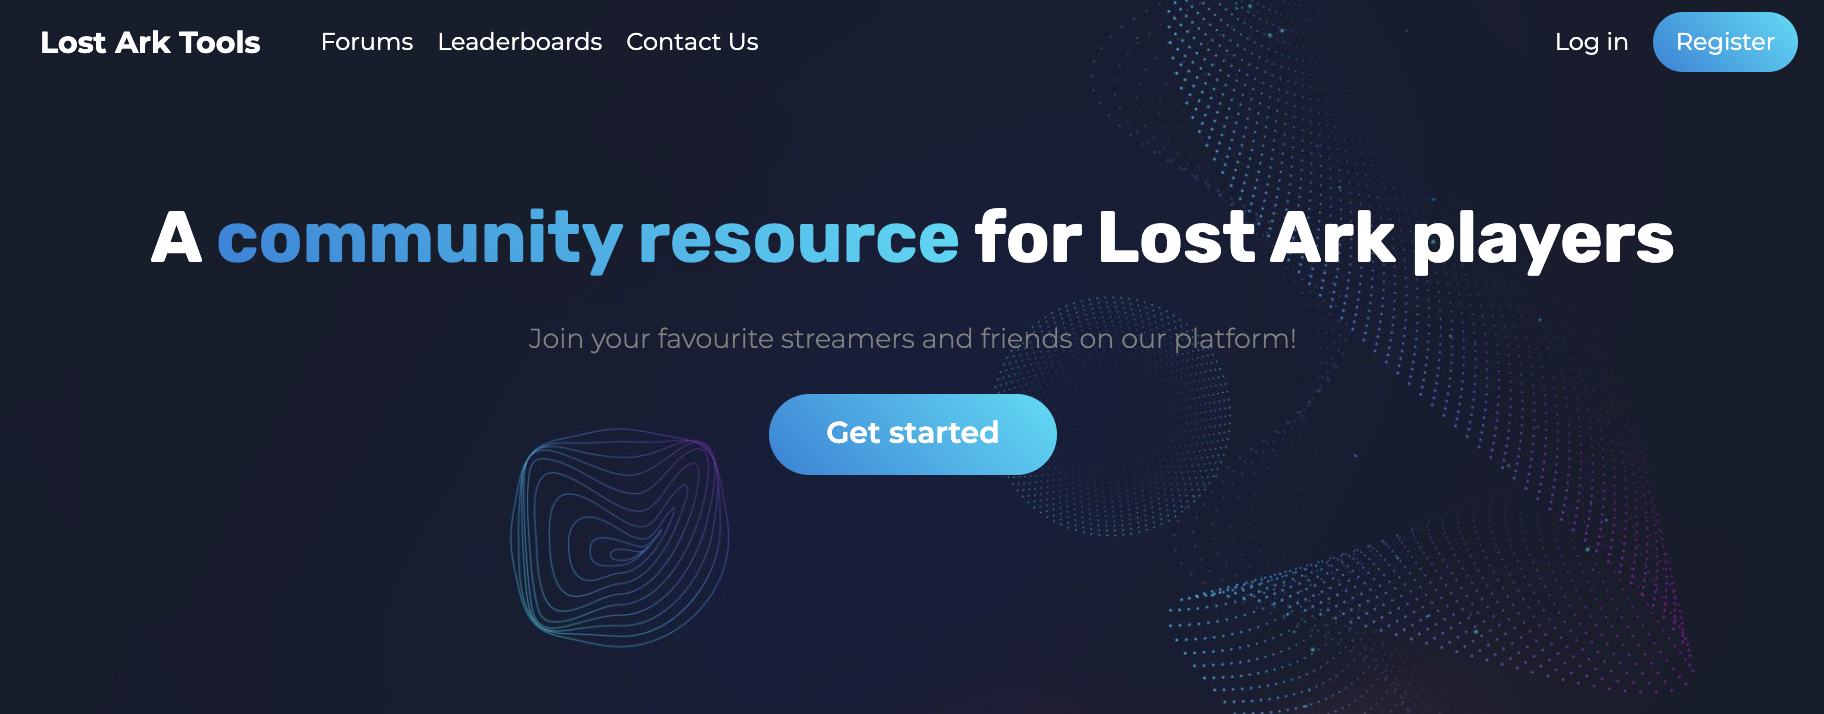 Lost Ark Tools Forums Leaderboards Contact Us Log in Register
A community resource for Lost Ark players
Join your favourite streamers and friends on our platform!
Get started